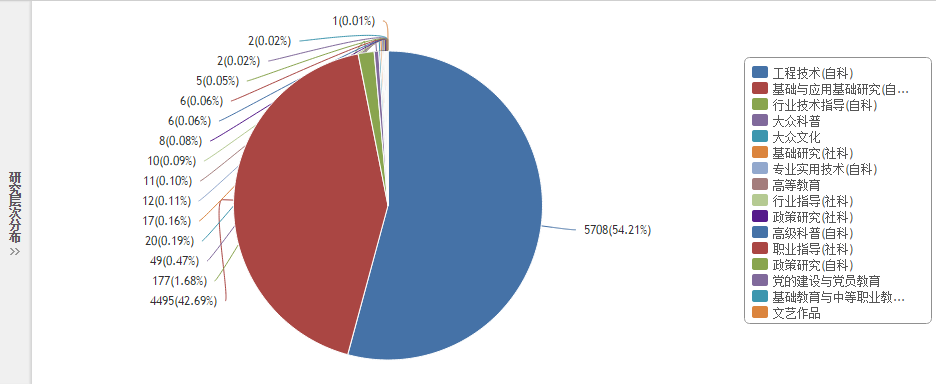 研究层次分布 >>
1(0.01%)
2(0.02%)
2(0.02%)
5(0.05%)
6(0.06%)
6(0.06%)
8(0.08%)
10(0.09%)
11(0.10%)
12(0.11%)
17(0.16%)
20(0.19%)
49(0.47%)
177(1.68%)
4495(42.69%)
5708(54.21%)
工程技术(自科)
基础与应用基础研究(自...
行业技术指导(自科)
大众科普
大众文化
基础研究(社科)
专业实用技术(自科)
高等教育
行业指导(社科)
政策研究(社科)
高级科普(自科)
职业指导(社科)
政策研究(自科)
党的建设与党员教育
基础教育与中等职业教...
文艺作品